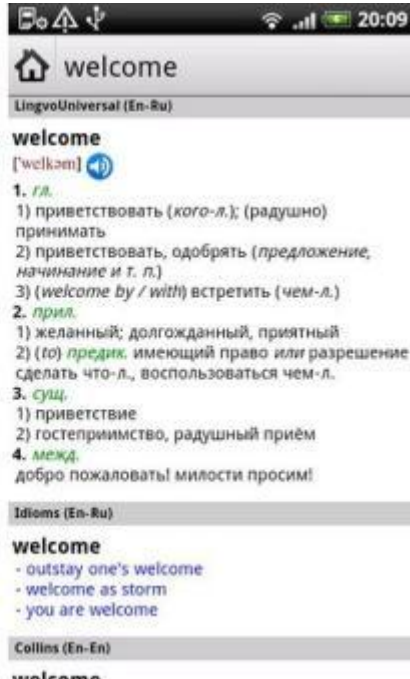 20:09
welcome
LingvoUniversal (En-Ru)
welcome
['welkəm]
1. гл.
1) приветствовать (кого-л.); (радушно)
принимать
2) приветствовать, одобрять (предложение,
начинание и т. п.)
3) (welcome by / with) встретить (чем-л.)
2. прил.
1) желанный; долгожданный, приятный
2) (to) предик. имеющий право или разрешение
сделать что-л., воспользоваться чем-л.
3. сущ.
1) приветствие
2) гостеприимство, радушный приём
4. межд.
добро пожаловать! милости просим!
Idioms (En-Ru)
welcome
- outstay one's welcome
- welcome as storm
- you are welcome
Collins (En-En)
welcome